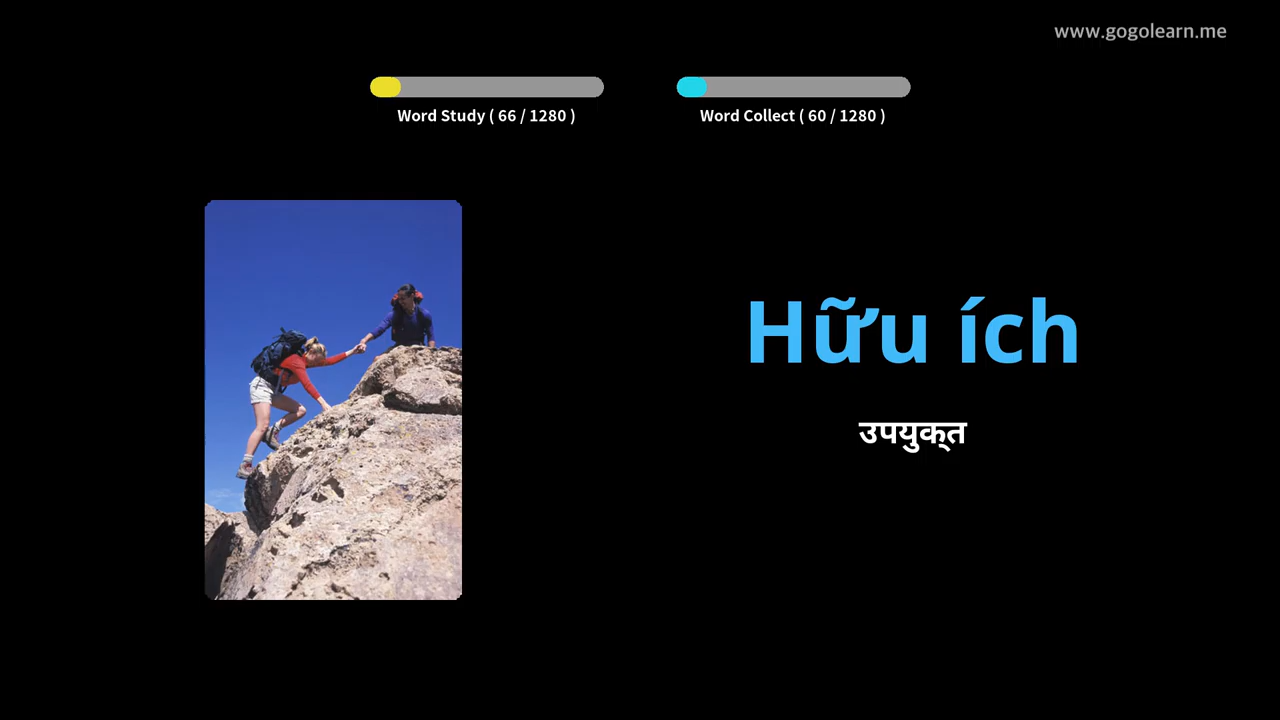 www.gogolearn.me
Word Study ( 66 / 1280 )
Word Collect ( 60 / 1280 )
Hữu ích
उपयुक्त